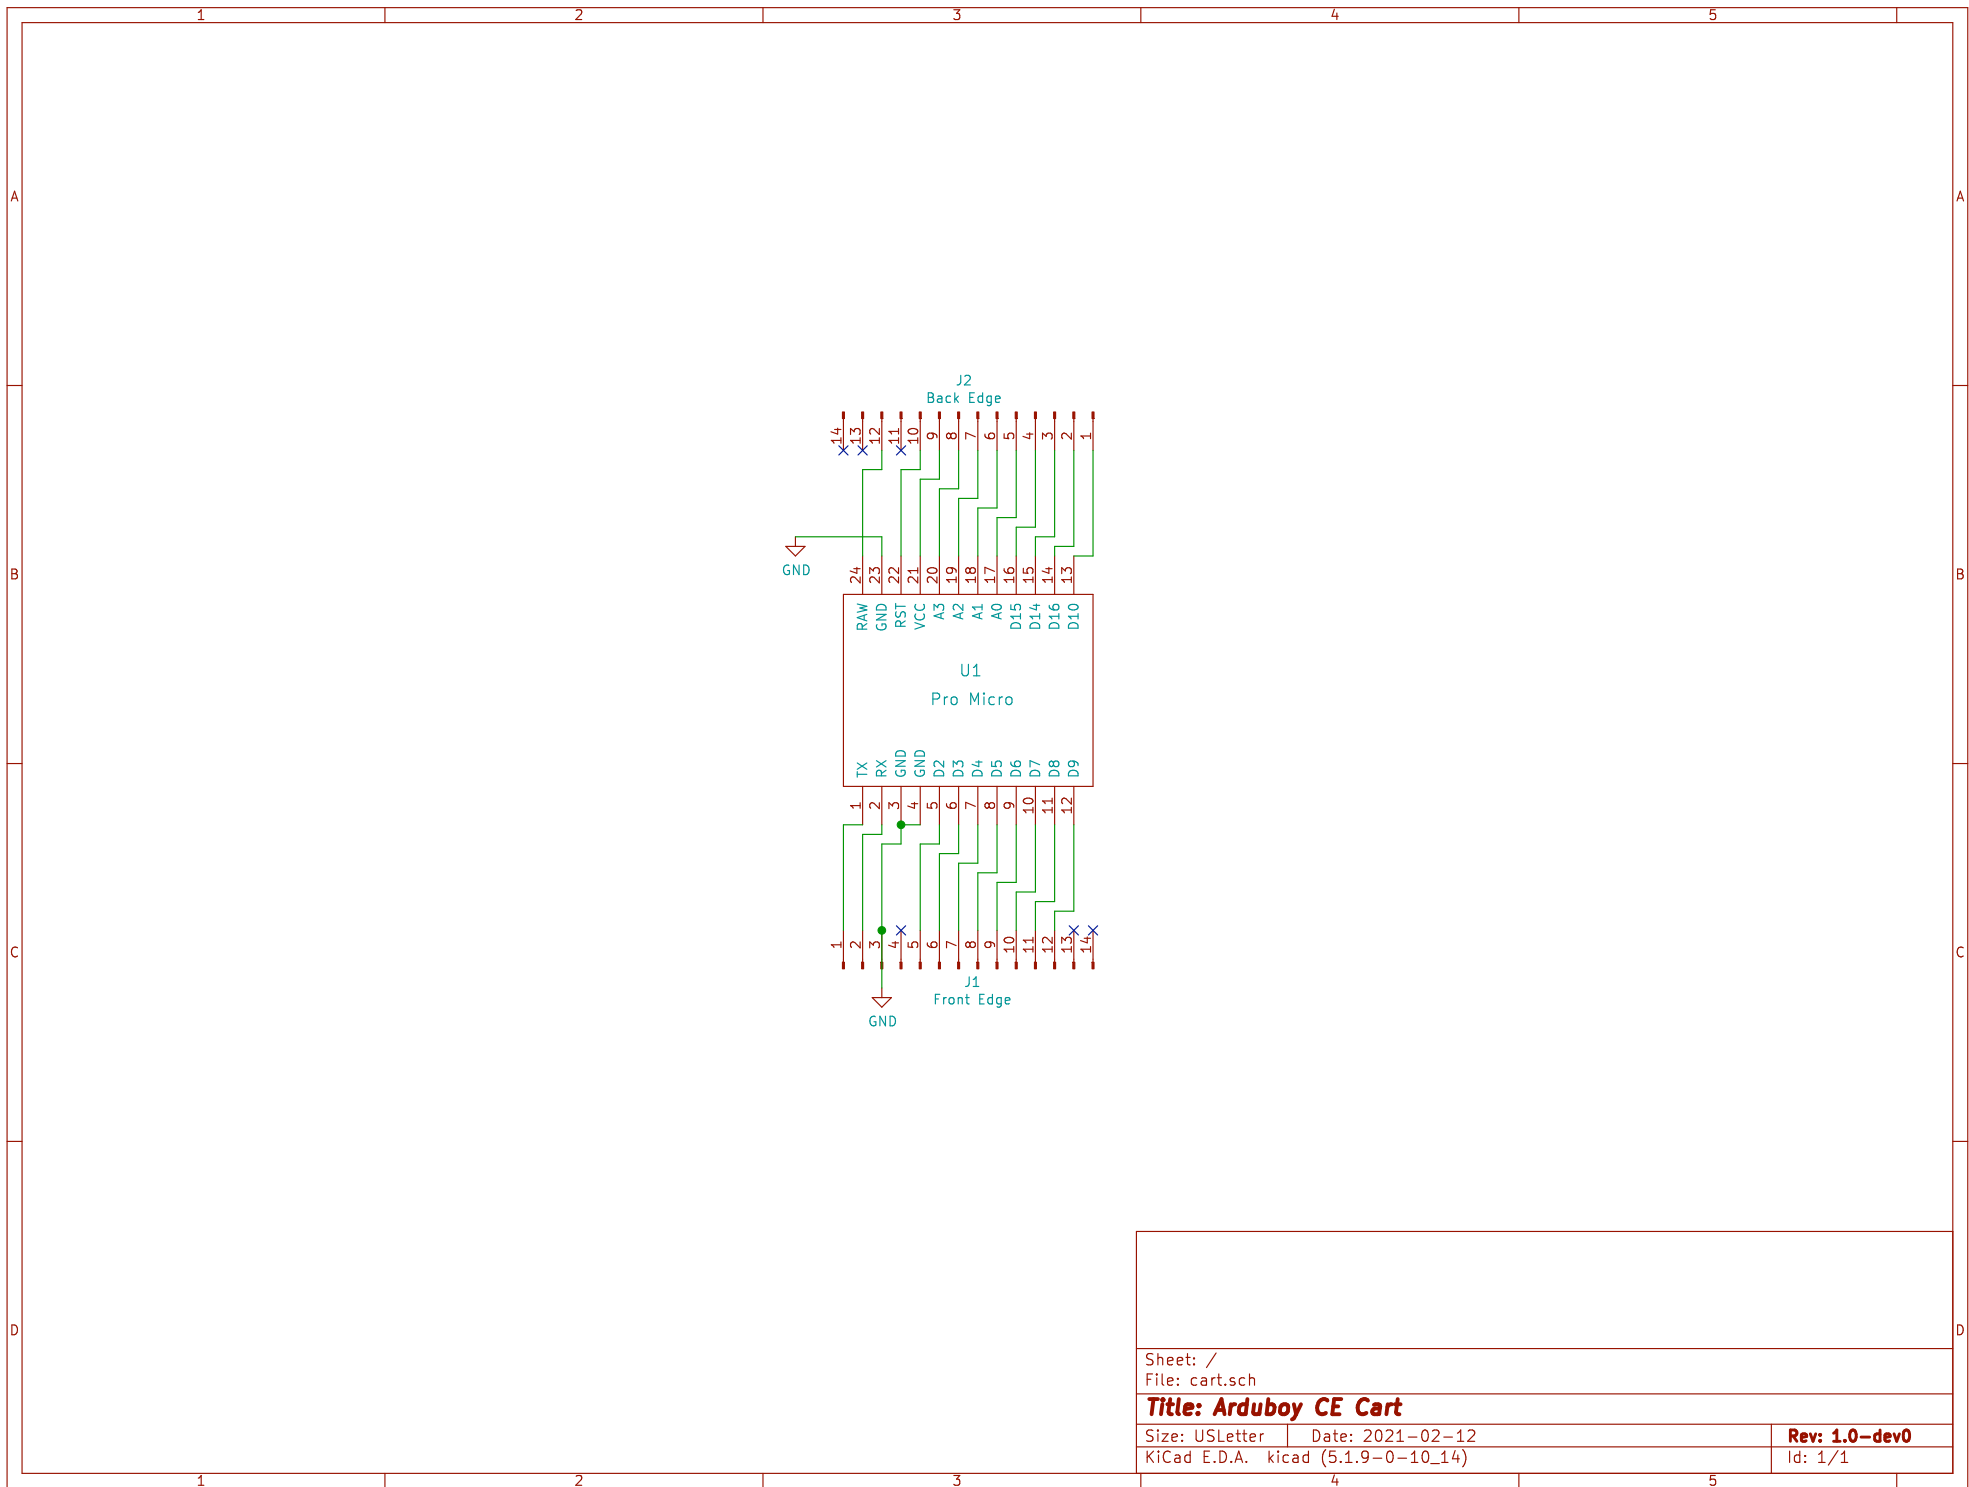 1 2 3 4 5
A A
J2
Back Edge
14 13 12 11 10 9 8 7 6 5 4 3 2 1
GND
B B
24 23 22 21 20 19 18 17 16 15 14 13
RAW GND RST VCC A3 A2 A1 A0 D15 D14 D16 D10
U1
Pro Micro
TX RX GND GND D2 D3 D4 D5 D6 D7 D8 D9
1 2 3 4 5 6 7 8 9 10 11 12
C C
1 2 3 4 5 6 7 8 9 10 11 12 13 14
J1
Front Edge
GND
D D
Sheet: /
File: cart.sch
Title: Arduboy CE Cart
Size: USLetter Date: 2021-02-12 Rev: 1.0-dev0
KiCad E.D.A. kicad (5.1.9-0-10_14) Id: 1/1
1 2 3 4 5